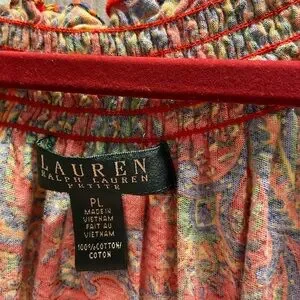 LAUREN
RALPH LAUREN
PETITE
PL
MADE IN
VIETNAM
FAIT AU
VIETNAM
100%COTTON/
COTON